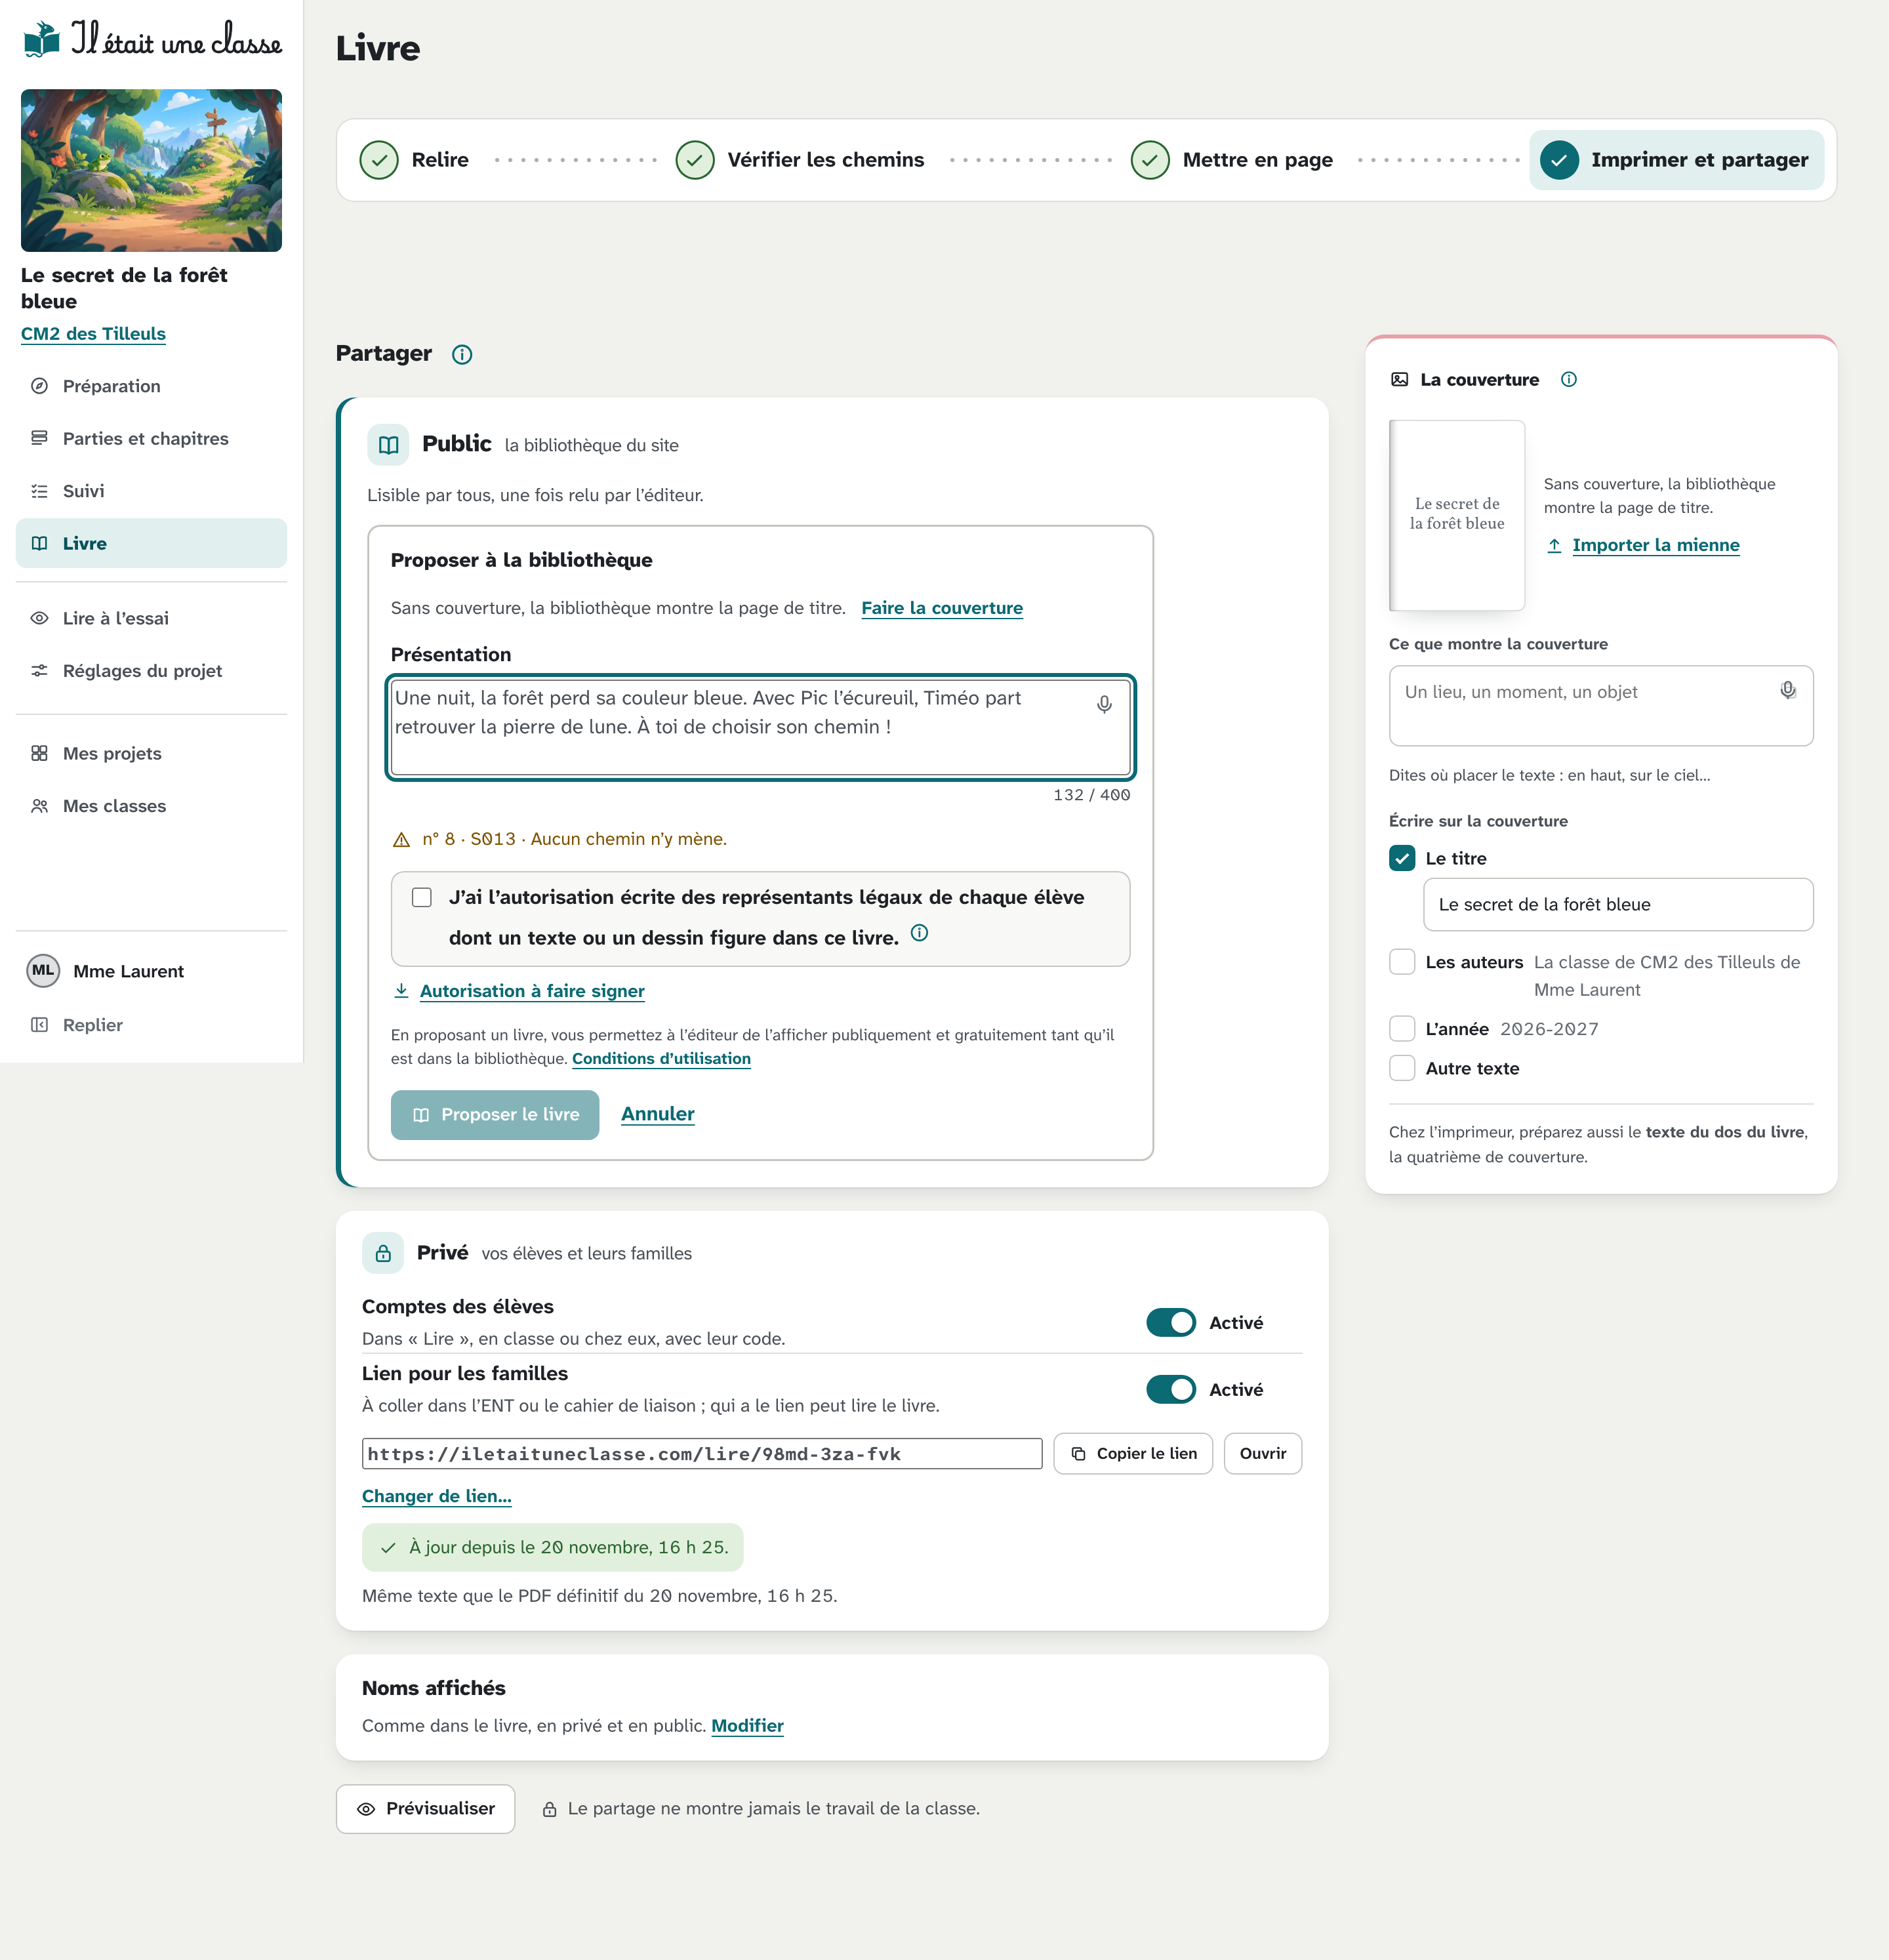 Il était une classe
Le secret de la forêt
bleue
CM2 des Tilleuls
Préparation
Parties et chapitres
Suivi
Livre
Lire à l’essai
Réglages du projet
Mes projets
Mes classes
ML Mme Laurent
Replier
Livre
Relire
Vérifier les chemins
Mettre en page
Imprimer et partager
Partager
Public la bibliothèque du site
Lisible par tous, une fois relu par l’éditeur.
Proposer à la bibliothèque
Sans couverture, la bibliothèque montre la page de titre. Faire la couverture
Présentation
Une nuit, la forêt perd sa couleur bleue. Avec Pic l’écureuil, Timéo part
retrouver la pierre de lune. À toi de choisir son chemin !
132 / 400
n° 8 · S013 · Aucun chemin n’y mène.
J’ai l’autorisation écrite des représentants légaux de chaque élève
dont un texte ou un dessin figure dans ce livre.
Autorisation à faire signer
En proposant un livre, vous permettez à l’éditeur de l’afficher publiquement et gratuitement tant qu’il
est dans la bibliothèque. Conditions d’utilisation
Proposer le livre
Annuler
Privé vos élèves et leurs familles
Comptes des élèves
Dans « Lire », en classe ou chez eux, avec leur code.
Activé
Lien pour les familles
À coller dans l’ENT ou le cahier de liaison ; qui a le lien peut lire le livre.
Activé
https://iletaituneclasse.com/lire/98md-3za-fvk
Copier le lien
Ouvrir
Changer de lien…
À jour depuis le 20 novembre, 16 h 25.
Même texte que le PDF définitif du 20 novembre, 16 h 25.
Noms affichés
Comme dans le livre, en privé et en public. Modifier
Prévisualiser
Le partage ne montre jamais le travail de la classe.
La couverture
Le secret de
la forêt bleue
Sans couverture, la bibliothèque
montre la page de titre.
Importer la mienne
Ce que montre la couverture
Un lieu, un moment, un objet
Dites où placer le texte : en haut, sur le ciel…
Écrire sur la couverture
Le titre
Le secret de la forêt bleue
Les auteurs La classe de CM2 des Tilleuls de
Mme Laurent
L’année 2026-2027
Autre texte
Chez l’imprimeur, préparez aussi le texte du dos du livre,
la quatrième de couverture.